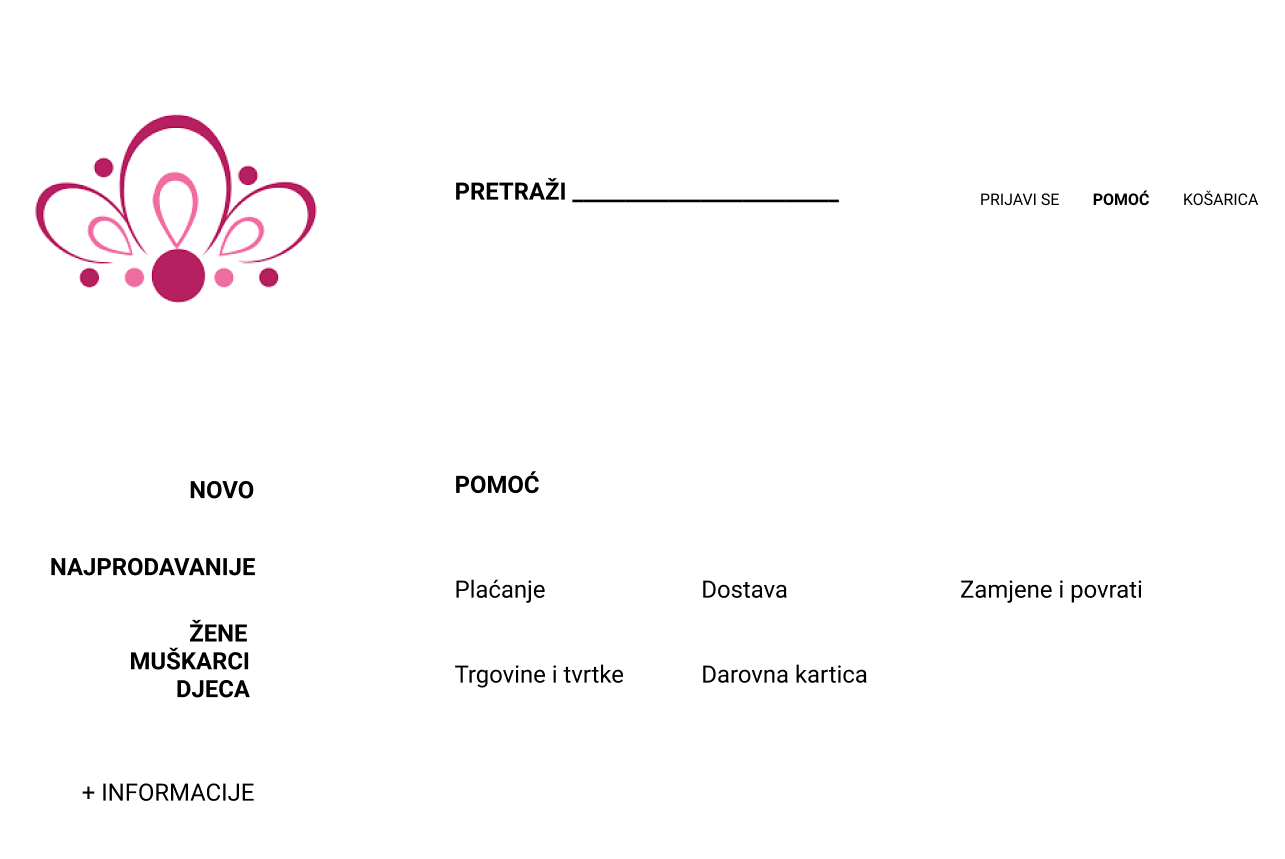 PRETRAŽI _______________________
PRIJAVI SE POMOĆ KOŠARICA
NOVO
NAJPRODAVANIJE
ŽENE
MUŠKARCI
DJECA
+ INFORMACIJE
POMOĆ
Plaćanje Dostava Zamjene i povrati
Trgovine i tvrtke Darovna kartica